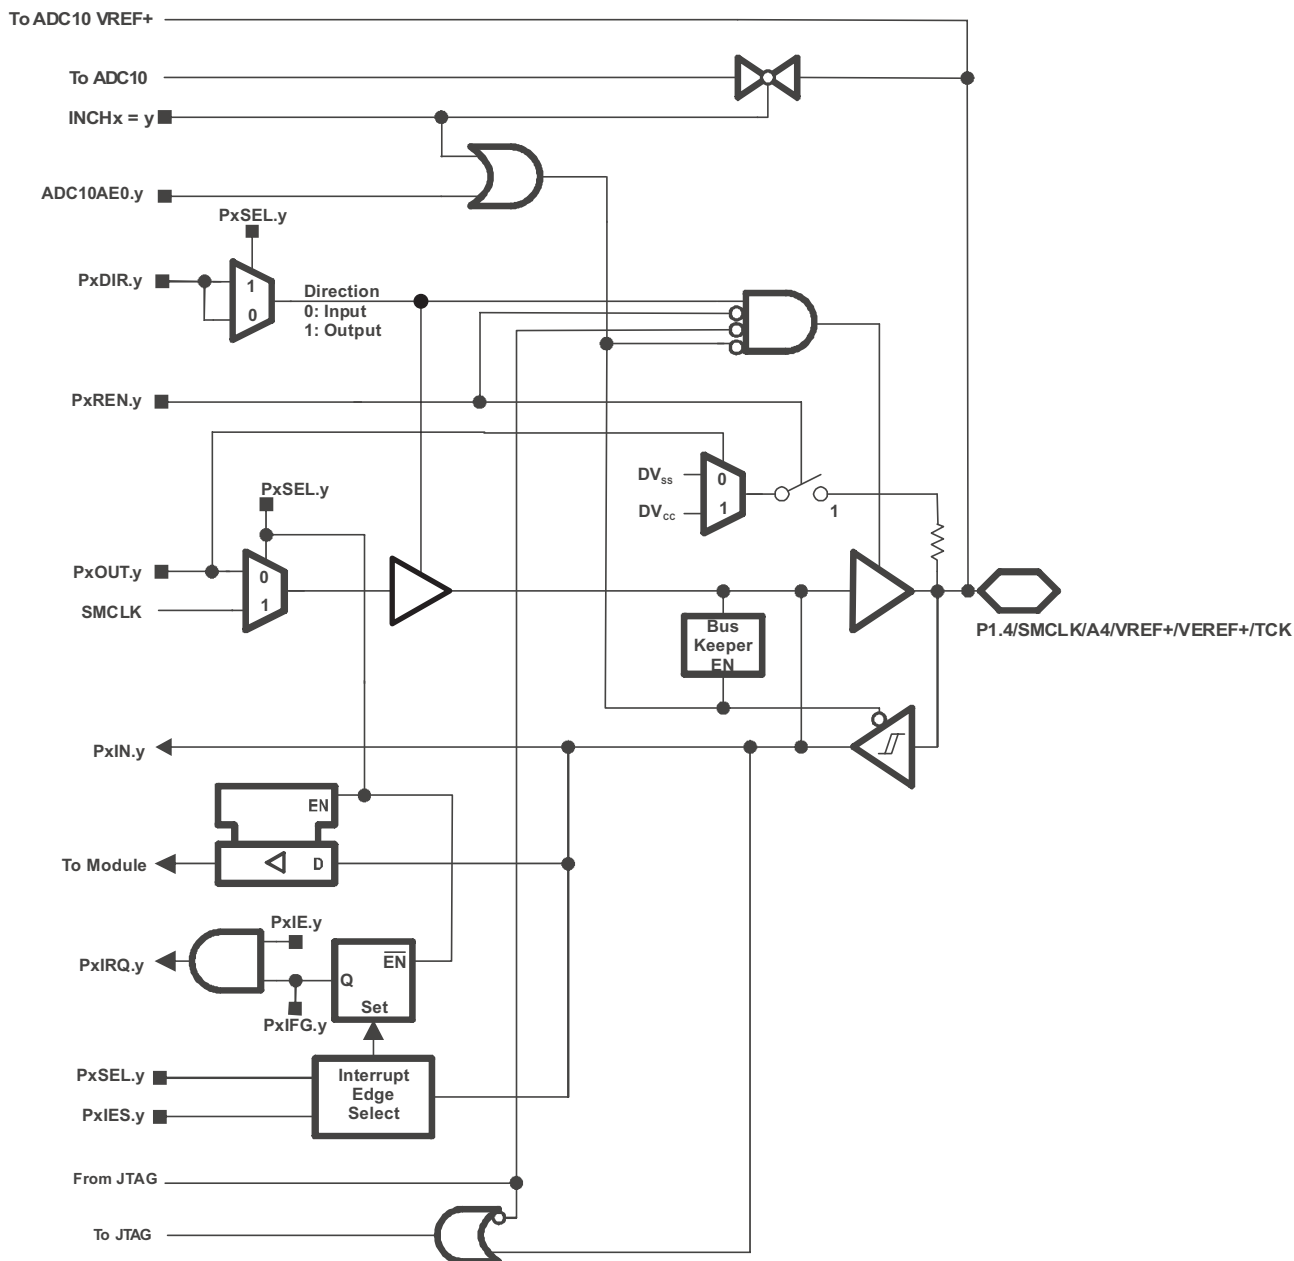 To ADC10 VREF+
To ADC10
INCHx = y
ADC10AE0.y
PxSEL.y
PxDIR.y
1
0
Direction
0: Input
1: Output
PxREN.y
DVss
0
DVcc
1
1
PxSEL.y
PxOUT.y
0
SMCLK
1
Bus
Keeper
EN
P1.4/SMCLK/A4/VREF+/VEREF+/TCK
PxIN.y
EN
To Module
D
PxIE.y
PxIRQ.y
EN
Q
Set
PxIFG.y
PxSEL.y
PxIES.y
Interrupt
Edge
Select
From JTAG
To JTAG